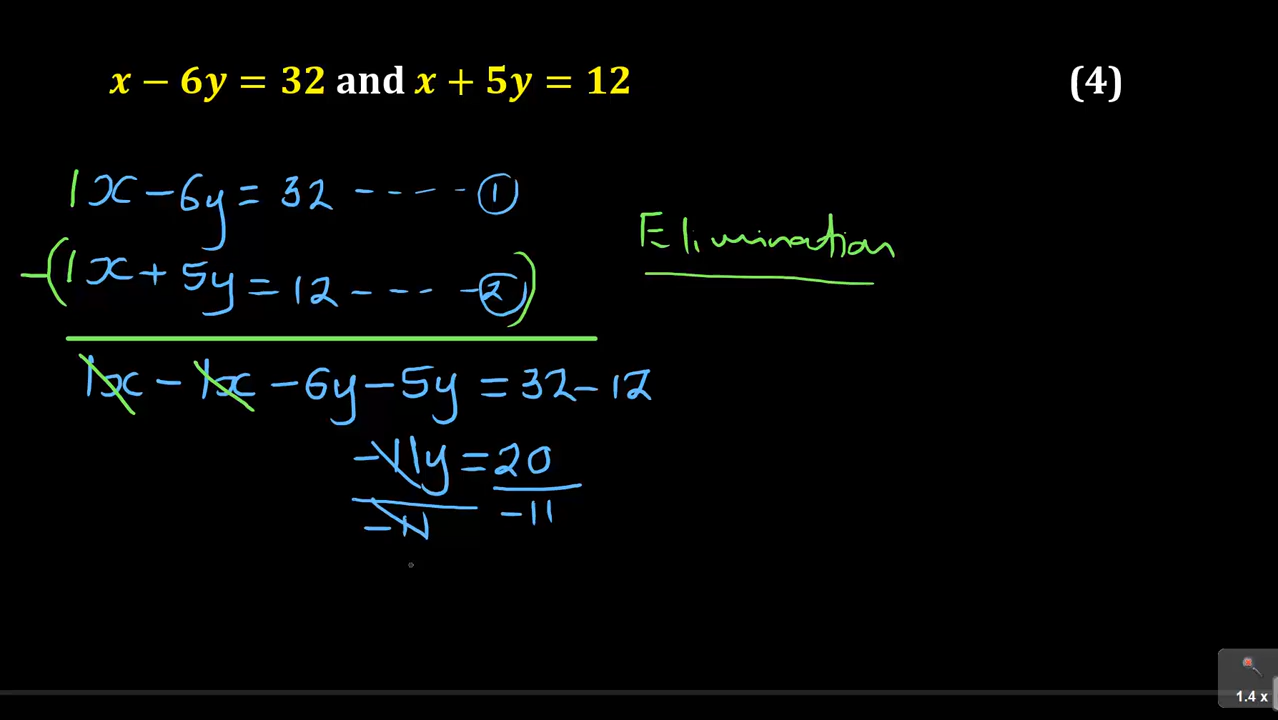 x − 6y = 32 and x + 5y = 12 (4)
1x − 6y = 32 - - - - - ①
Elimination
−(1x + 5y = 12 - - - - - ②)
1x − 1x − 6y − 5y = 32 − 12
−11y = 20
−11 −11
1.4 x